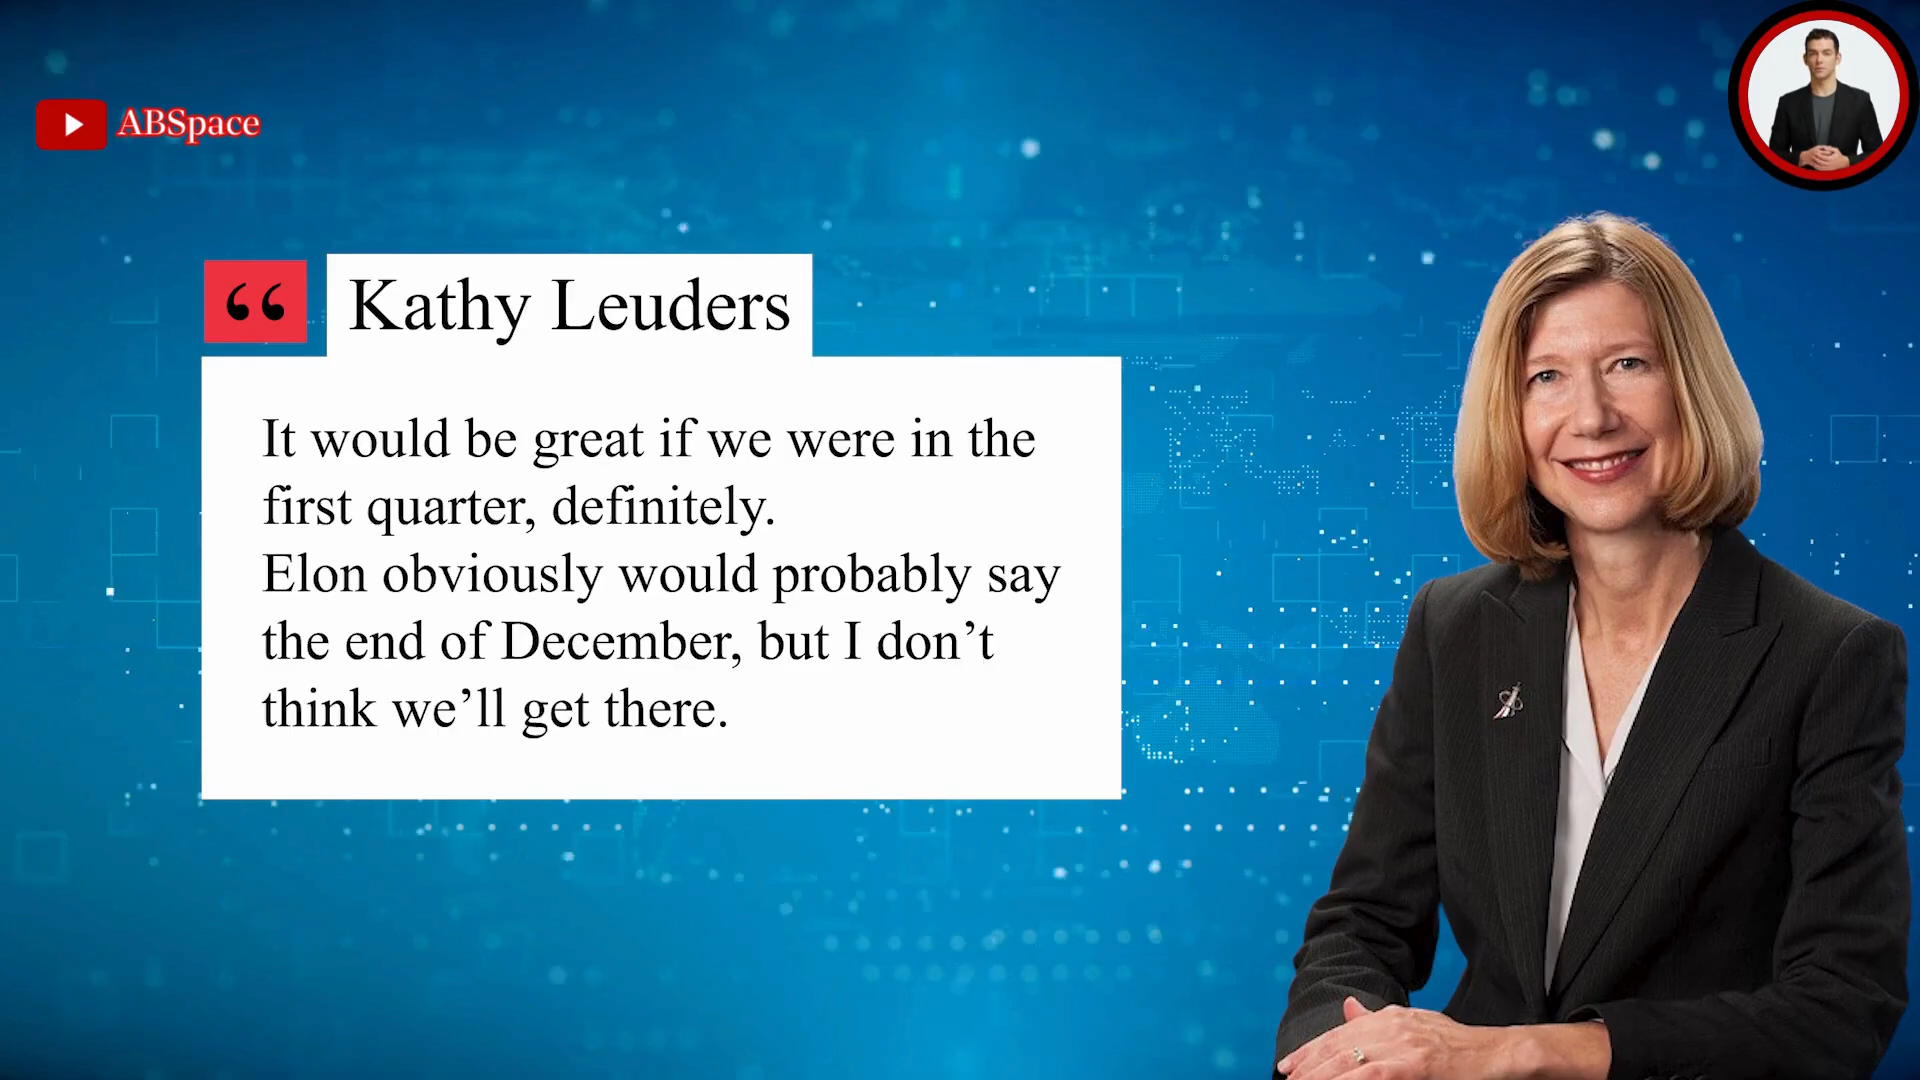 ABSpace
“ Kathy Leuders
It would be great if we were in the
first quarter, definitely.
Elon obviously would probably say
the end of December, but I don’t
think we’ll get there.